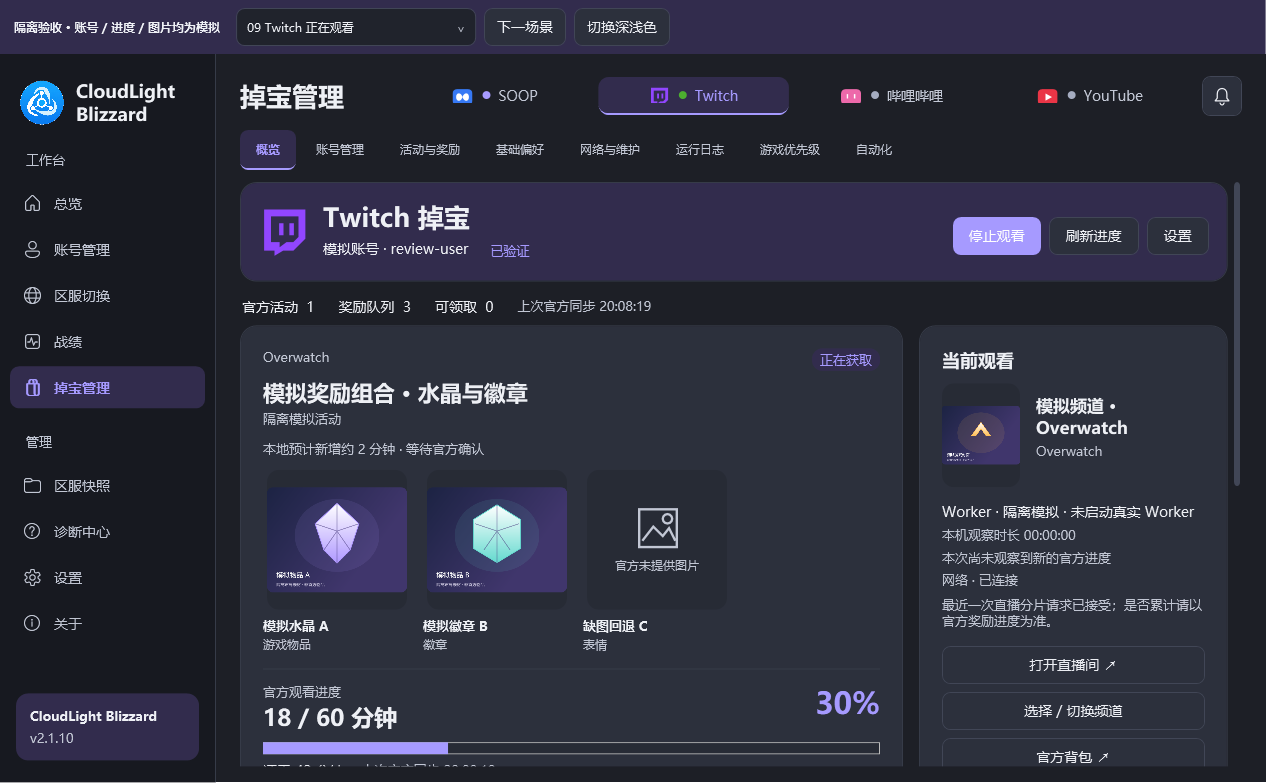 隔离验收 • 账号 / 进度 / 图片均为模拟
09 Twitch 正在观看
下一场景
切换深浅色
CloudLight
Blizzard
工作台
总览
账号管理
区服切换
战绩
掉宝管理
管理
区服快照
诊断中心
设置
关于
CloudLight Blizzard
v2.1.10
掉宝管理
SOOP
Twitch
哔哩哔哩
YouTube
概览
账号管理
活动与奖励
基础偏好
网络与维护
运行日志
游戏优先级
自动化
Twitch 掉宝
模拟账号 · review-user 已验证
停止观看
刷新进度
设置
官方活动 1 奖励队列 3 可领取 0 上次官方同步 20:08:19
Overwatch
正在获取
模拟奖励组合 • 水晶与徽章
隔离模拟活动
本地预计新增约 2 分钟 · 等待官方确认
模拟物品 A
模拟物品 B
官方未提供图片
模拟水晶 A
游戏物品
模拟徽章 B
徽章
缺图回退 C
表情
官方观看进度
18 / 60 分钟
30%
当前观看
模拟频道 •
Overwatch
Overwatch
Worker · 隔离模拟 · 未启动真实 Worker
本机观察时长 00:00:00
本次尚未观察到新的官方进度
网络 · 已连接
最近一次直播分片请求已接受；是否累计请以
官方奖励进度为准。
打开直播间 ↗
选择 / 切换频道
官方背包 ↗